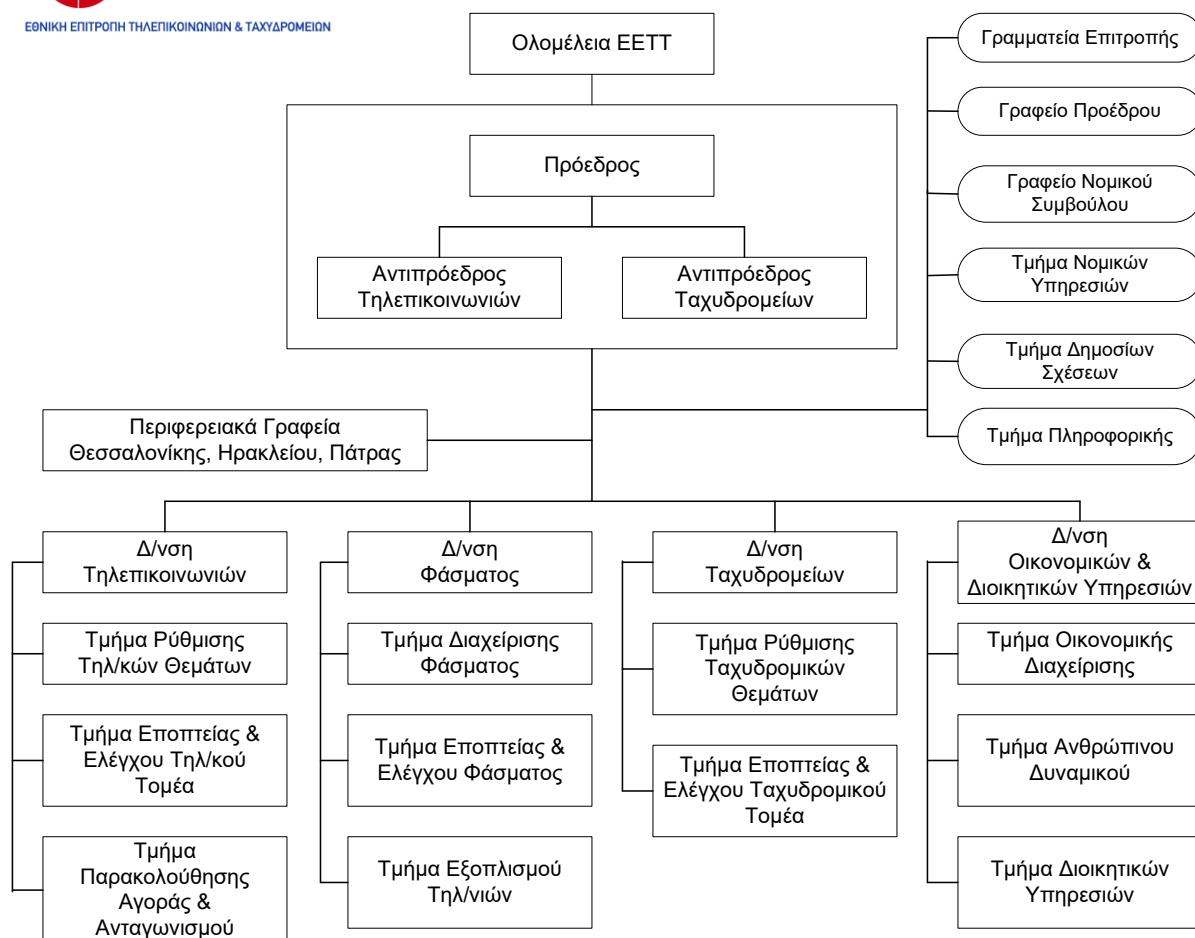 ΕΘΝΙΚΗ ΕΠΙΤΡΟΠΗ ΤΗΛΕΠΙΚΟΙΝΩΝΙΩΝ & ΤΑΧΥΔΡΟΜΕΙΩΝ
Ολομέλεια ΕΕΤΤ
Πρόεδρος
Αντιπρόεδρος
Τηλεπικοινωνιών
Αντιπρόεδρος
Ταχυδρομείων
Γραμματεία Επιτροπής
Γραφείο Προέδρου
Γραφείο Νομικού
Συμβούλου
Τμήμα Νομικών
Υπηρεσιών
Τμήμα Δημοσίων
Σχέσεων
Τμήμα Πληροφορικής
Περιφερειακά Γραφεία
Θεσσαλονίκης, Ηρακλείου, Πάτρας
Δ/νση
Τηλεπικοινωνιών
Τμήμα Ρύθμισης
Τηλ/κών Θεμάτων
Τμήμα Εποπτείας &
Ελέγχου Τηλ/κού
Τομέα
Τμήμα
Παρακολούθησης
Αγοράς &
Ανταγωνισμού
Δ/νση
Φάσματος
Τμήμα Διαχείρισης
Φάσματος
Τμήμα Εποπτείας &
Ελέγχου Φάσματος
Τμήμα Εξοπλισμού
Τηλ/νιών
Δ/νση
Ταχυδρομείων
Τμήμα Ρύθμισης
Ταχυδρομικών
Θεμάτων
Τμήμα Εποπτείας &
Ελέγχου Ταχυδρομικού
Τομέα
Δ/νση
Οικονομικών &
Διοικητικών Υπηρεσιών
Τμήμα Οικονομικής
Διαχείρισης
Τμήμα Ανθρώπινου
Δυναμικού
Τμήμα Διοικητικών
Υπηρεσιών